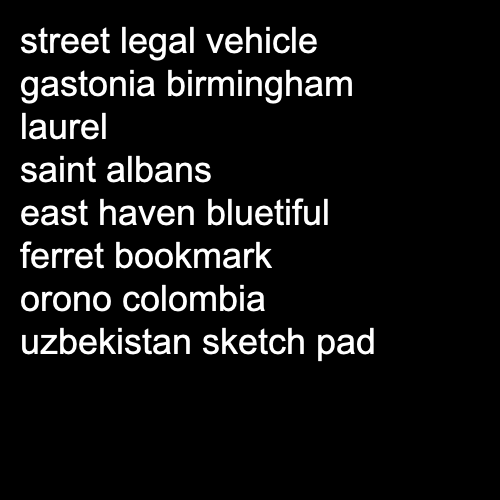 street legal vehicle
gastonia birmingham
laurel
saint albans
east haven bluetiful
ferret bookmark
orono colombia
uzbekistan sketch pad